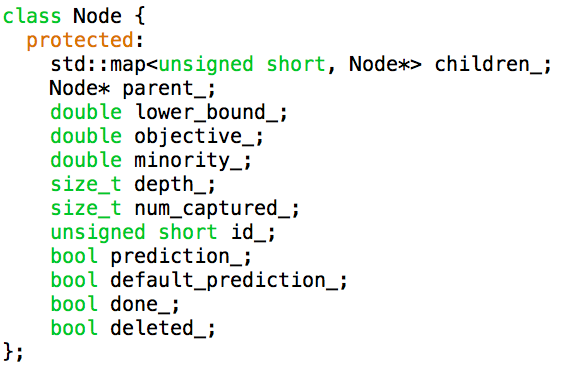 class Node {
  protected:
    std::map<unsigned short, Node*> children_;
    Node* parent_;
    double lower_bound_;
    double objective_;
    double minority_;
    size_t depth_;
    size_t num_captured_;
    unsigned short id_;
    bool prediction_;
    bool default_prediction_;
    bool done_;
    bool deleted_;
};